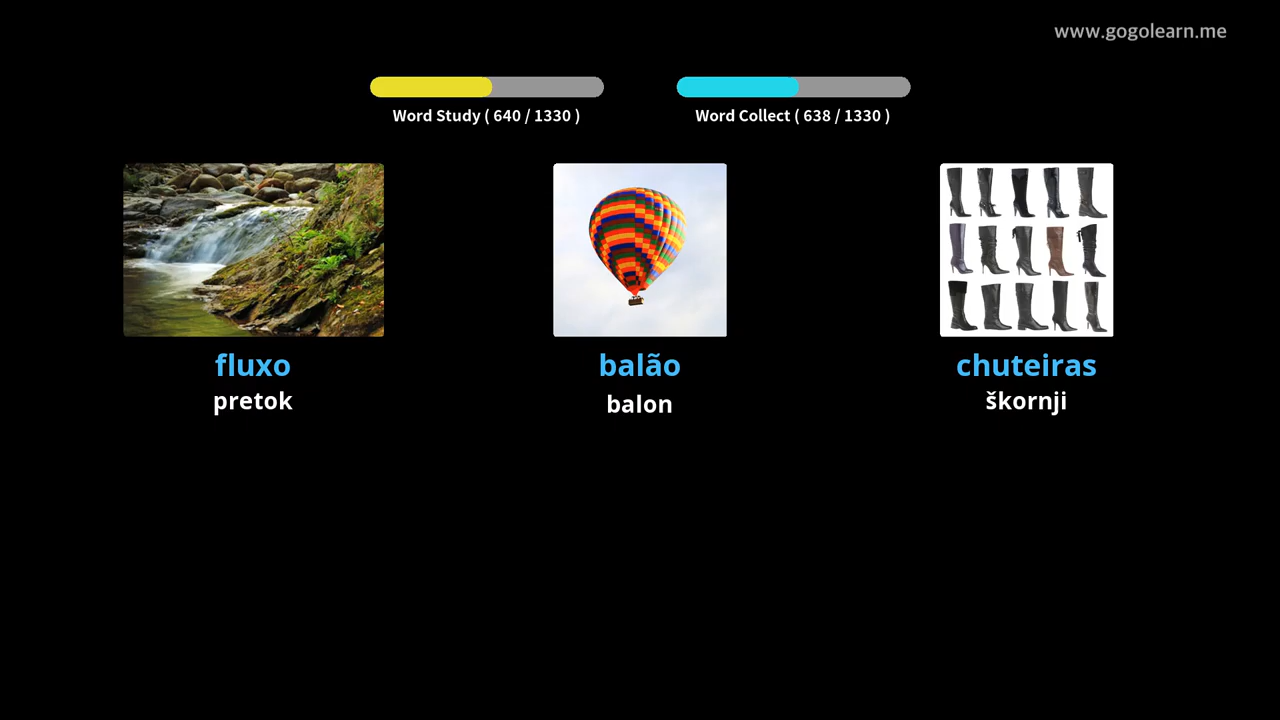 www.gogolearn.me
Word Study ( 640 / 1330 )
Word Collect ( 638 / 1330 )
fluxo
pretok
balão
balon
chuteiras
škornji